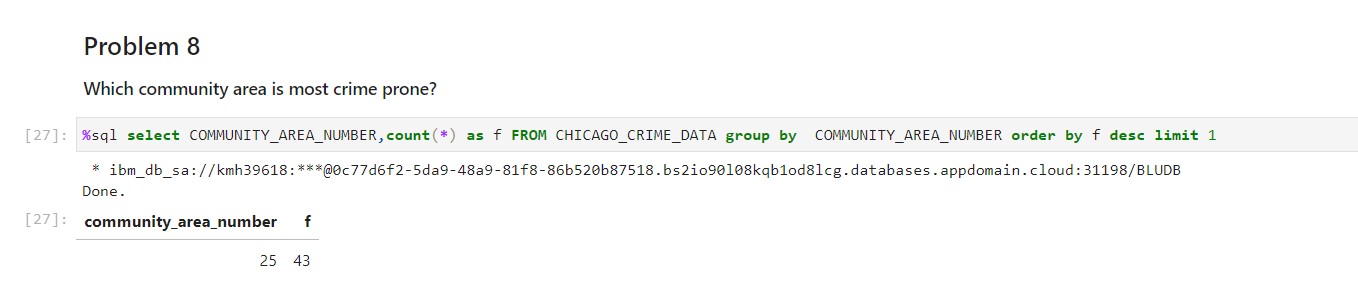 Problem 8
Which community area is most crime prone?
[27]: %sql select COMMUNITY_AREA_NUMBER,count(*) as f FROM CHICAGO_CRIME_DATA group by  COMMUNITY_AREA_NUMBER order by f desc limit 1
* ibm_db_sa://kmh39618:***@0c77d6f2-5da9-48a9-81f8-86b520b87518.bs2io90l08kqb1od8lcg.databases.appdomain.cloud:31198/BLUDB
Done.
[27]: community_area_number f
25 43